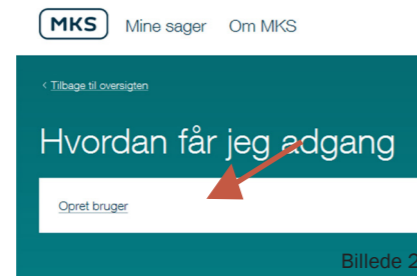 MKS Mine sager Om MKS
< Tilbage til oversigten
Hvordan får jeg adgang
Opret bruger
Billede 2